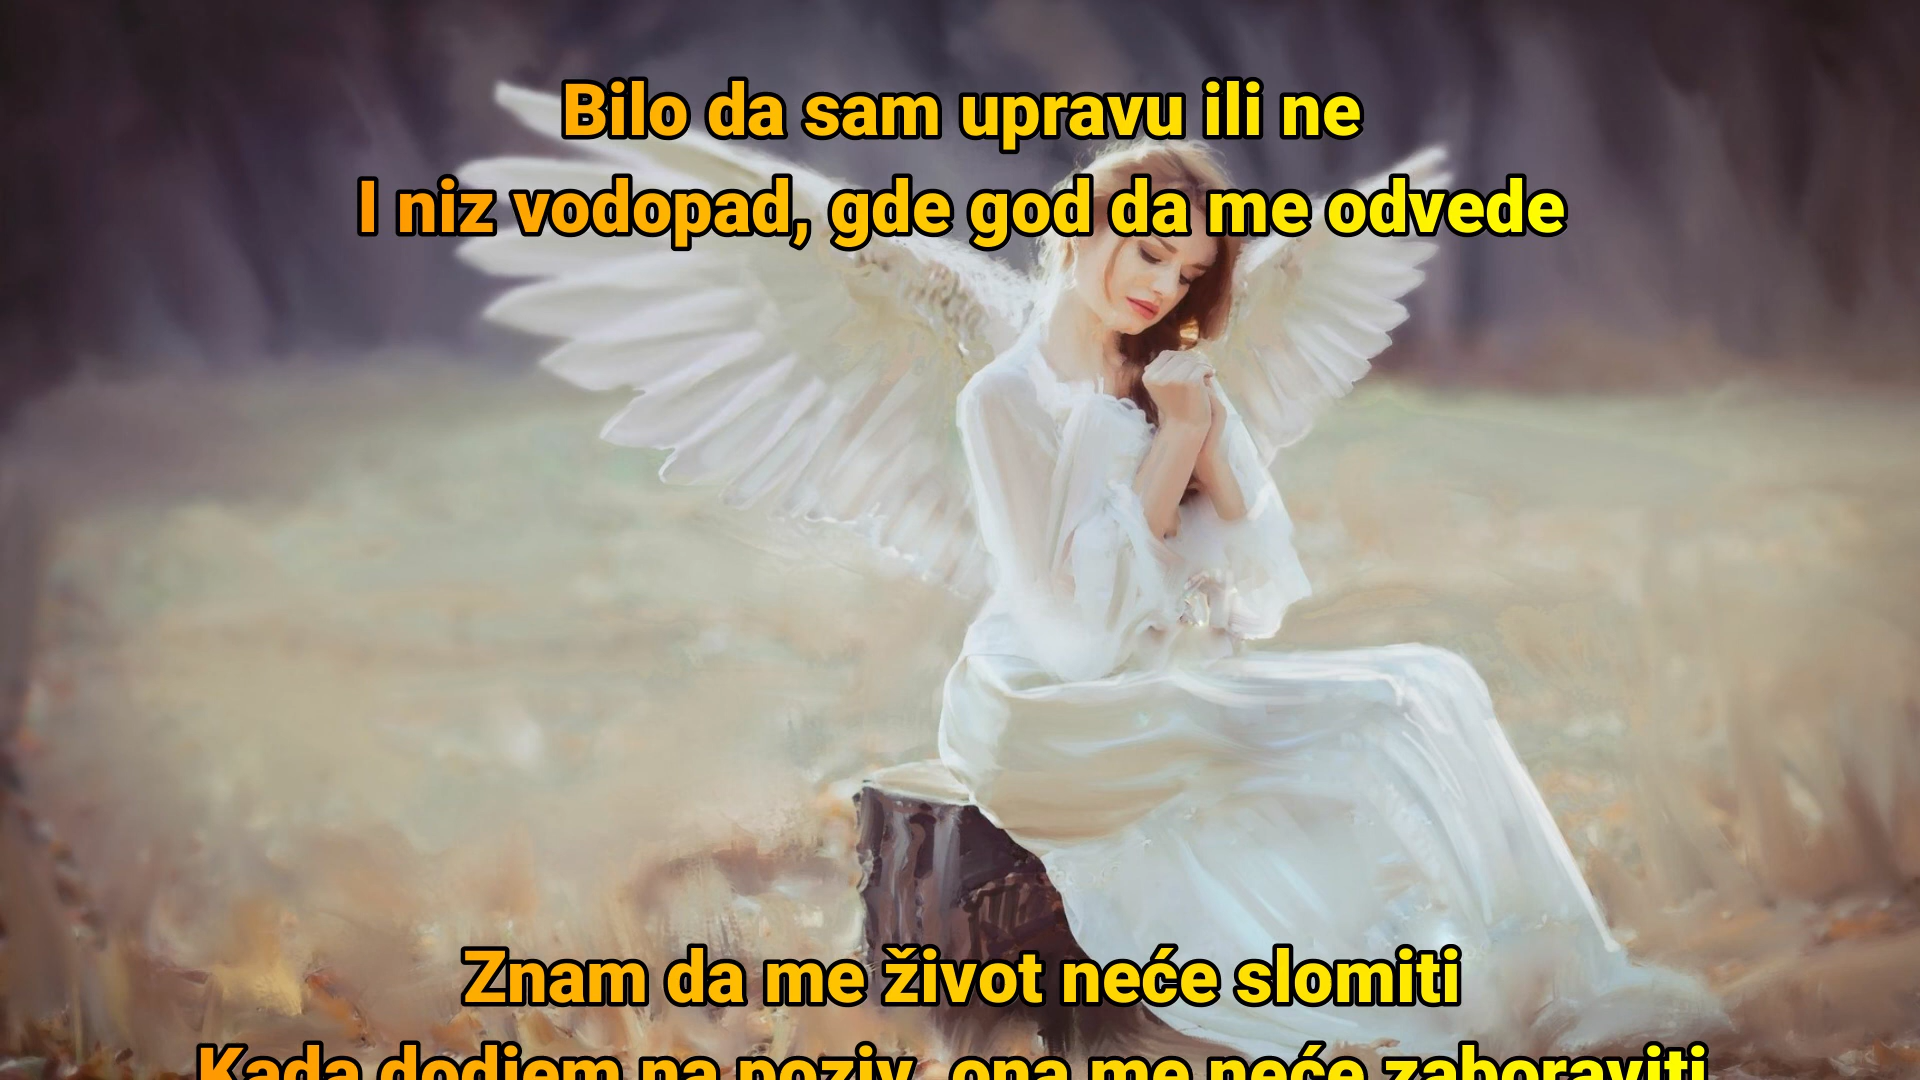 Bilo da sam upravu ili ne
I niz vodopad, gde god da me odvede
Znam da me život neće slomiti
Kada dodjem na poziv, ona me neće zaboraviti